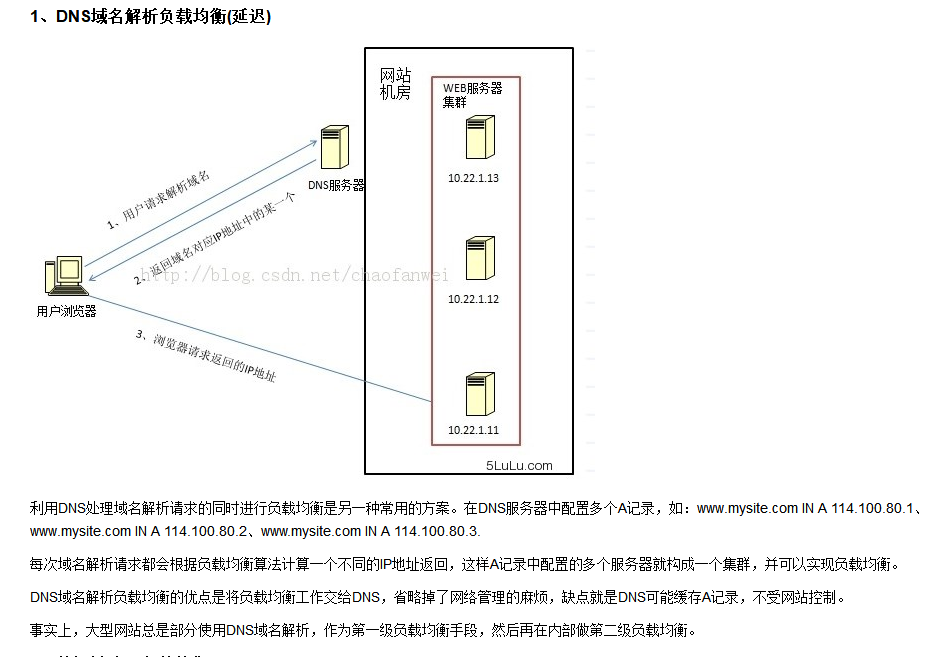 1、DNS域名解析负载均衡(延迟)
网站
机房
WEB服务器
集群
10.22.1.13
DNS服务器
1、用户请求解析域名
2、返回域名对应IP地址中的某一个
http://blog.csdn.net/chaofanwei
10.22.1.12
用户浏览器
3、浏览器请求返回的IP地址
10.22.1.11
5LuLu.com
利用DNS处理域名解析请求的同时进行负载均衡是另一种常用的方案。在DNS服务器中配置多个A记录，如：www.mysite.com IN A 114.100.80.1、
www.mysite.com IN A 114.100.80.2、www.mysite.com IN A 114.100.80.3.
每次域名解析请求都会根据负载均衡算法计算一个不同的IP地址返回，这样A记录中配置的多个服务器就构成一个集群，并可以实现负载均衡。
DNS域名解析负载均衡的优点是将负载均衡工作交给DNS，省略掉了网络管理的麻烦，缺点就是DNS可能缓存A记录，不受网站控制。
事实上，大型网站总是部分使用DNS域名解析，作为第一级负载均衡手段，然后再在内部做第二级负载均衡。